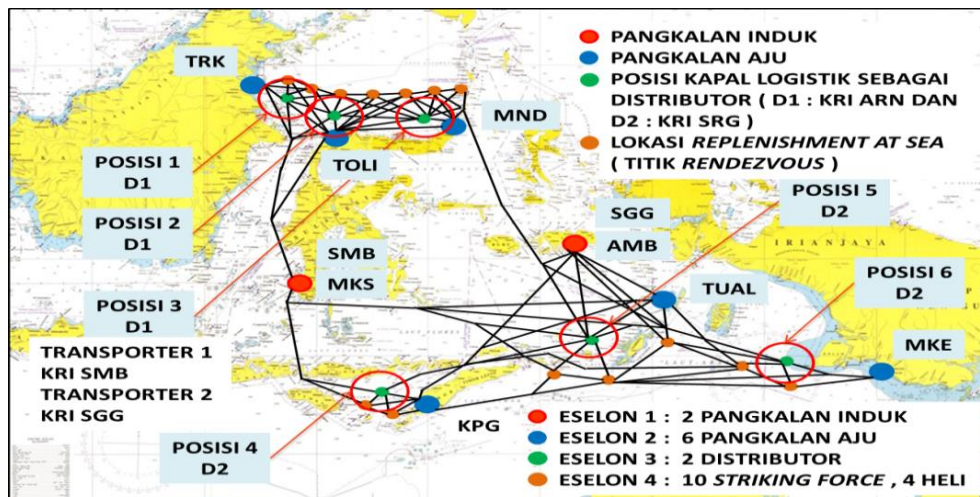 TRK
MND
TOLI
POSISI 1
D1
POSISI 2
D1
POSISI 3
D1
SMB
MKS
SGG
AMB
TUAL
MKE
KPG
POSISI 4
D2
POSISI 5
D2
POSISI 6
D2
IRIANJAYA
PANGKALAN INDUK
PANGKALAN AJU
POSISI KAPAL LOGISTIK SEBAGAI
DISTRIBUTOR ( D1 : KRI ARN DAN
D2 : KRI SRG )
LOKASI REPLENISHMENT AT SEA
( TITIK RENDEZVOUS )
TRANSPORTER 1
KRI SMB
TRANSPORTER 2
KRI SGG
ESELON 1 : 2 PANGKALAN INDUK
ESELON 2 : 6 PANGKALAN AJU
ESELON 3 : 2 DISTRIBUTOR
ESELON 4 : 10 STRIKING FORCE , 4 HELI